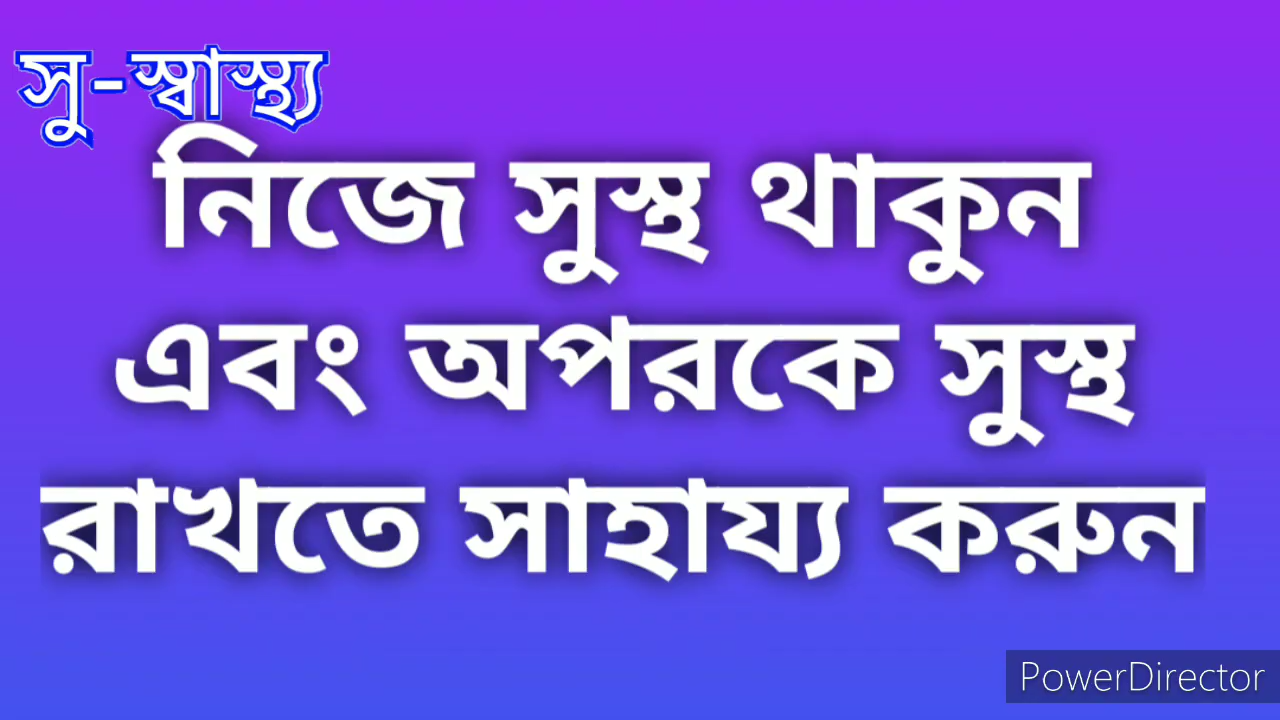 সু-স্বাস্থ্য
নিজে সুস্থ থাকুন
এবং অপরকে সুস্থ
রাখতে সাহায্য করুন
PowerDirector